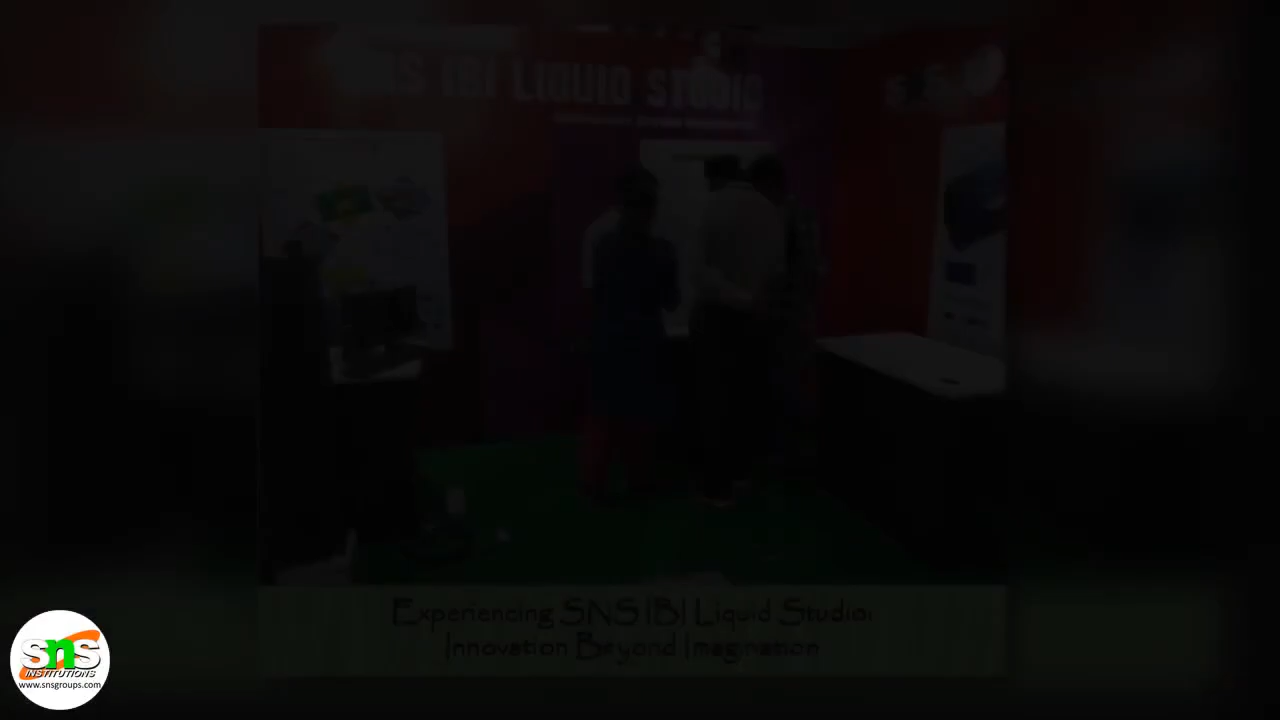 SNS IBI LIQUID STUDIO
Experiencing SNS IBI Liquid Studio:
Innovation Beyond Imagination
sns
INSTITUTIONS
www.snsgroups.com